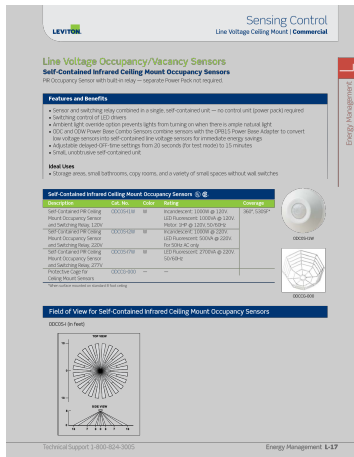 Sensing Control
LEVITON.
Line Voltage Ceiling Mount | Commercial
Line Voltage Occupancy/Vacancy Sensors
Self-Contained Infrared Ceiling Mount Occupancy Sensors
PIR Occupancy Sensor with built-in relay — separate Power Pack not required.
Energy Management
Features and Benefits
• Sensor and switching relay combined in a single, self-contained unit — no control unit (power pack) required
• Switching control of LED drivers
• Ambient light override option prevents lights from turning on when there is ample natural light
• ODC and ODW Power Base Combo Sensors combine sensors with the OPB15 Power Base Adapter to convert
low voltage sensors into self-contained line voltage sensors for immediate energy savings
• Adjustable delayed-OFF-time settings from 20 seconds (for test mode) to 15 minutes
• Small, unobtrusive self-contained unit
Ideal Uses
• Storage areas, small bathrooms, copy rooms, and a variety of small spaces without wall switches
Self-Contained Infrared Ceiling Mount Occupancy Sensors
Description Cat. No. Color Rating Coverage
Self-Contained PIR Ceiling Mount Occupancy Sensor and Switching Relay, 120V ODC0S-I1W W Incandescent: 1000W @ 120V. LED Fluorescent: 1000VA @ 120V. Motor: 1HP @ 120V. 50/60Hz 360°, 530SF*
Self-Contained PIR Ceiling Mount Occupancy Sensor and Switching Relay, 220V ODC0S-I2W W Incandescent: 1000W @ 220V. LED Fluorescent: 500VA @ 220V. For 50Hz AC only
Self-Contained PIR Ceiling Mount Occupancy Sensor and Switching Relay, 277V ODC0S-I7W W LED Fluorescent: 2700VA @ 220V. 50/60Hz
Protective Cage for Ceiling Mount Sensors ODCCG-000 — —
*When surface mounted on standard 8 foot ceiling
ODC0S-I1W
ODCCG-000
Field of View for Self-Contained Infrared Ceiling Mount Occupancy Sensors
ODC0S-I (in feet)
TOP VIEW
SIDE VIEW
Technical Support 1-800-824-3005
Energy Management L-17